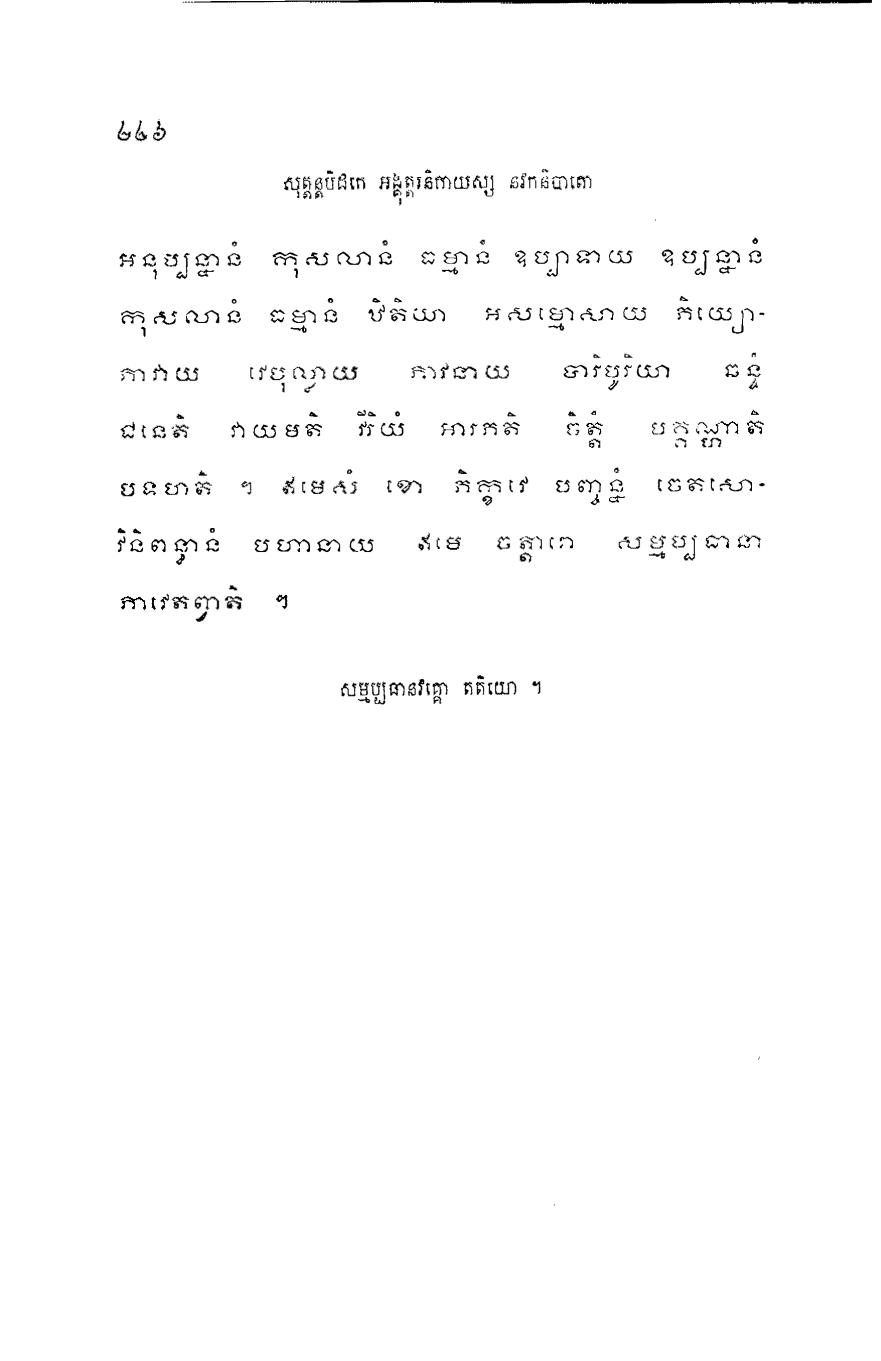 ៤៤៦
សុត្តន្តបិដកេ អង្គុត្តរនិកាយស្ស នវកនិបាតោ
អនុប្បន្នានំ កុសលានំ ធម្មានំ ឧប្បាទាយ ឧប្បន្នានំ
កុសលានំ ធម្មានំ ឋិតិយា អសម្មោសាយ ភិយ្យោ-
ភាវាយ វេបុល្លាយ ភាវនាយ បារិបូរិយា ឆន្ទំ
ជនេតិ វាយមតិ វីរិយំ អារភតិ ចិត្តំ បគ្គណ្ហាតិ
បទហតិ ។ ឥមេសំ ខោ ភិក្ខវេ បញ្ចន្នំ ចេតសោ-
វិនិពន្ធានំ បហានាយ ឥមេ ចត្តារោ សម្មប្បធានា
ភាវេតព្វាតិ ។
សម្មប្បធានវគ្គោ តតិយោ ។